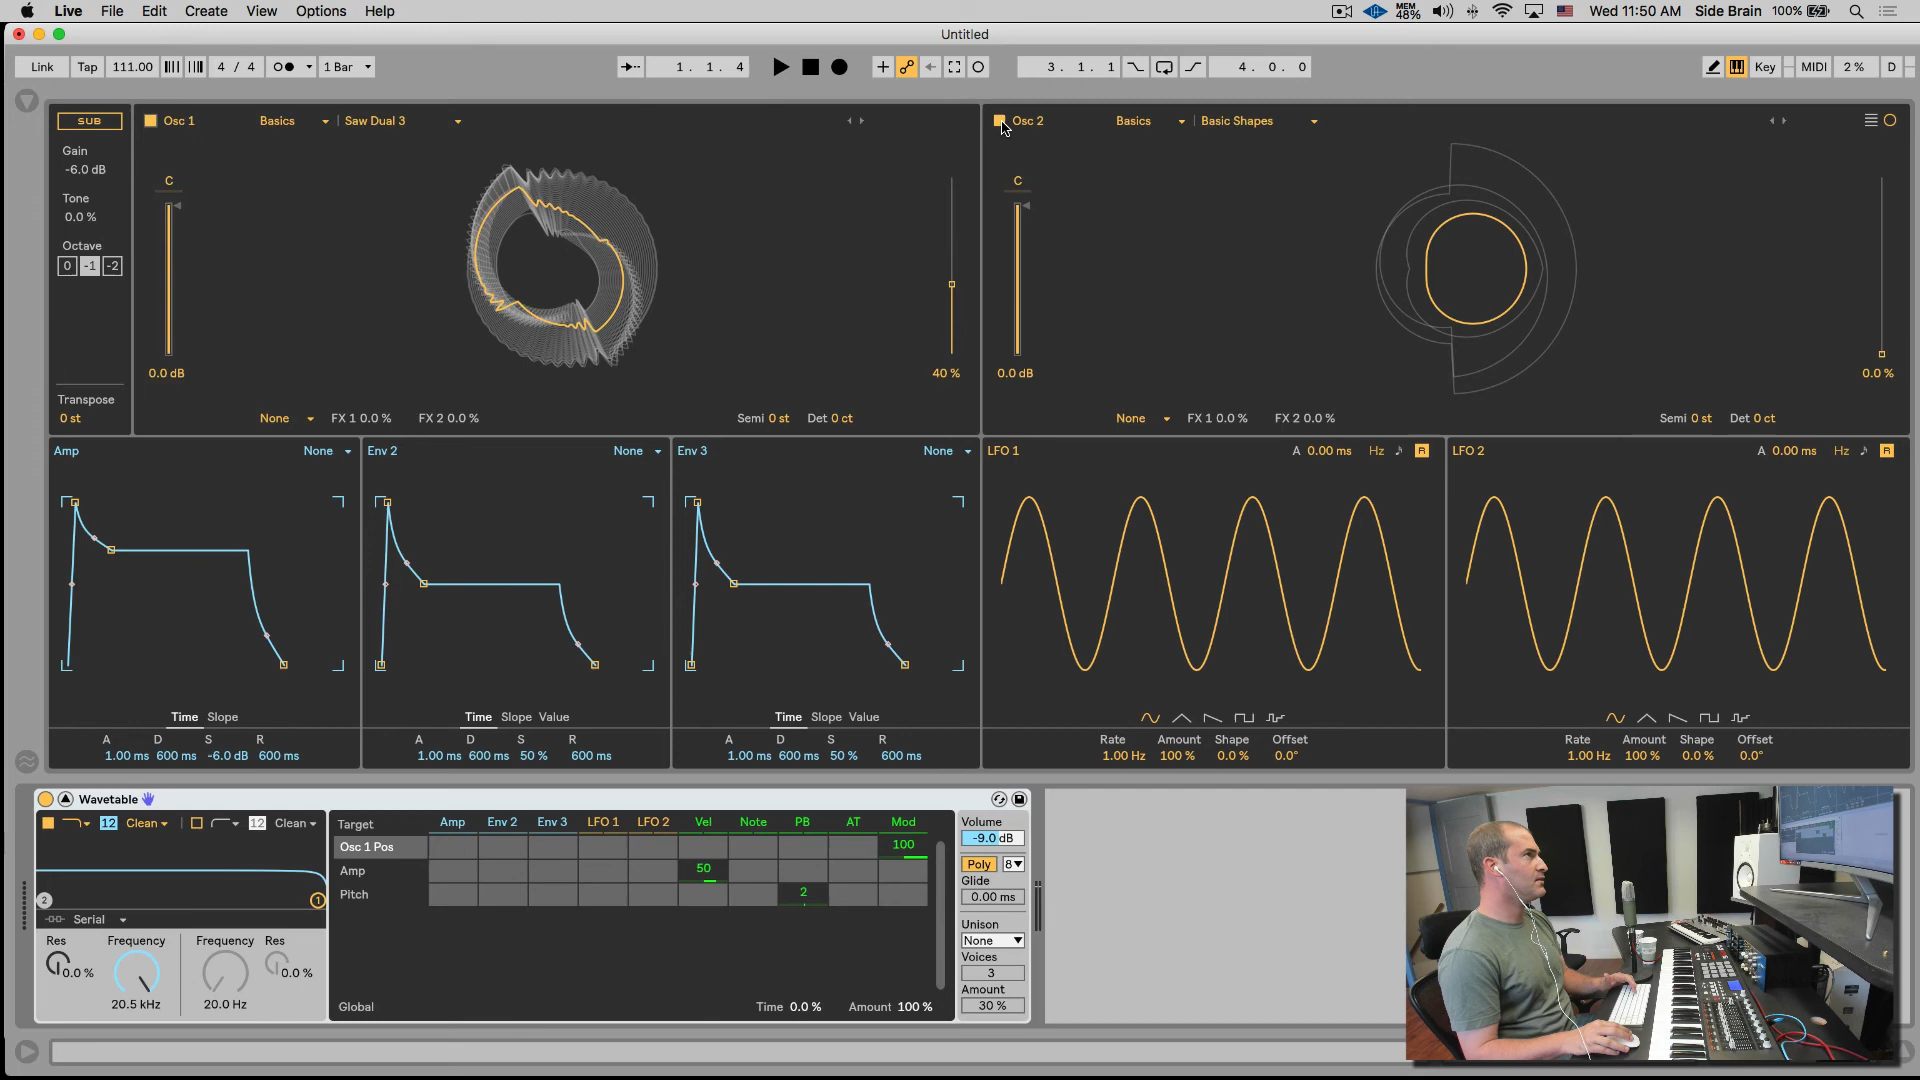 Live File Edit Create View Options Help MEM 48% Wed 11:50 AM Side Brain 100%
Untitled
Link Tap 111.00 4 / 4 1 Bar 1. 1. 4 3. 1. 1 4. 0. 0 Key MIDI 2 % D
SUB Osc 1 Basics Saw Dual 3 Osc 2 Basics Basic Shapes
Gain
-6.0 dB
C C
Tone
0.0 %
Octave
0 -1 -2
0.0 dB 40 % 0.0 dB 0.0 %
Transpose
0 st None FX 1 0.0 % FX 2 0.0 % Semi 0 st Det 0 ct None FX 1 0.0 % FX 2 0.0 % Semi 0 st Det 0 ct
Amp None Env 2 None Env 3 None LFO 1 A 0.00 ms Hz R LFO 2 A 0.00 ms Hz R
Time Slope Time Slope Value Time Slope Value
A D S R A D S R A D S R Rate Amount Shape Offset Rate Amount Shape Offset
1.00 ms 600 ms -6.0 dB 600 ms 1.00 ms 600 ms 50 % 600 ms 1.00 ms 600 ms 50 % 600 ms 1.00 Hz 100 % 0.0 % 0.0° 1.00 Hz 100 % 0.0 % 0.0°
Wavetable
12 Clean 12 Clean
Target Amp Env 2 Env 3 LFO 1 LFO 2 Vel Note PB AT Mod
Osc 1 Pos 100
Amp 50
Pitch 2
Volume
-9.0 dB
Poly 8
Glide
0.00 ms
2 1
Serial
Res Frequency Frequency Res
0.0 % 0.0 %
20.5 kHz 20.0 Hz
Unison
None
Voices
3
Amount
30 %
Global Time 0.0 % Amount 100 %